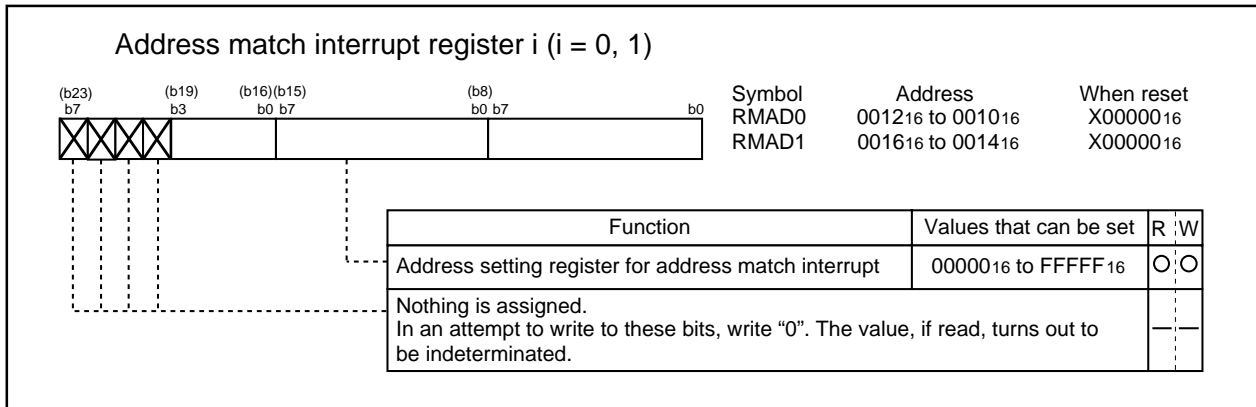 Address match interrupt register i (i = 0, 1)
(b23) (b19) (b16)(b15) (b8)
b7 b3 b0 b7 b0 b7 b0
Symbol Address When reset
RMAD0 001216 to 001016 X0000016
RMAD1 001616 to 001416 X0000016
Function Values that can be set R W
Address setting register for address match interrupt 0000016 to FFFFF16
Nothing is assigned.
In an attempt to write to these bits, write “0”. The value, if read, turns out to
be indeterminated.